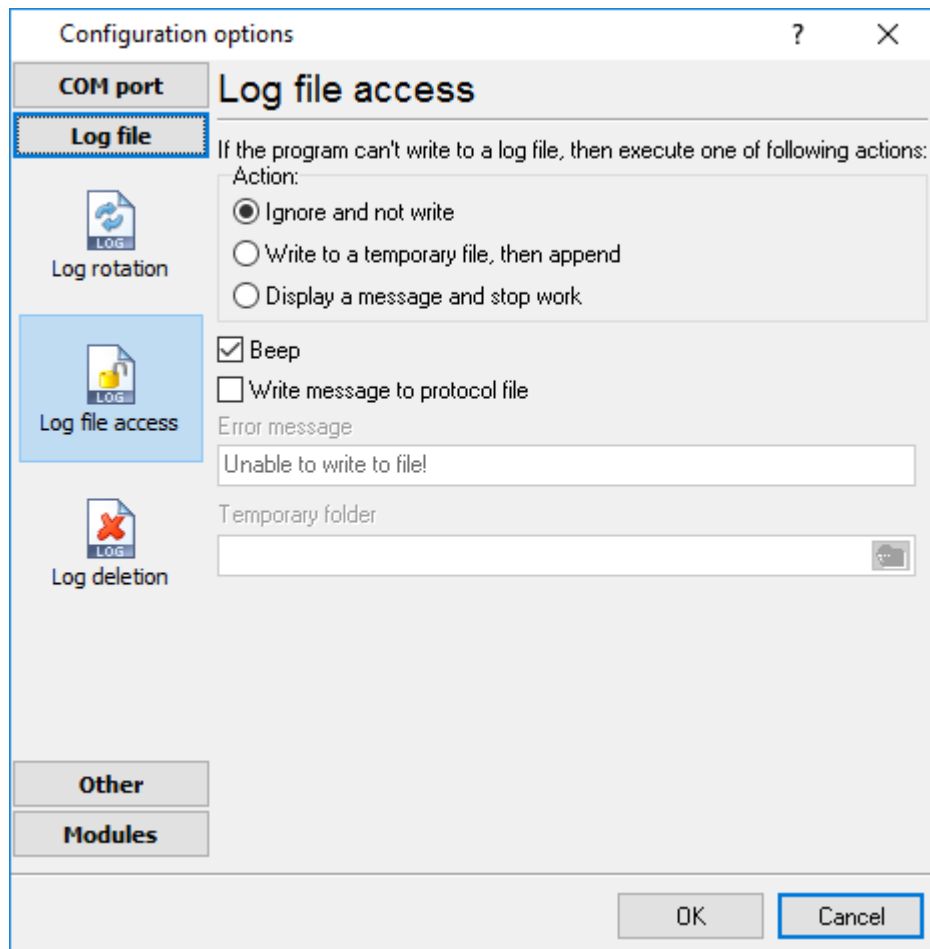 Configuration options
?
COM port
Log file
LOG
Log rotation
LOG
Log file access
LOG
Log deletion
Other
Modules
Log file access
If the program can't write to a log file, then execute one of following actions:
Action:
Ignore and not write
Write to a temporary file, then append
Display a message and stop work
Beep
Write message to protocol file
Error message
Unable to write to file!
Temporary folder
OK
Cancel